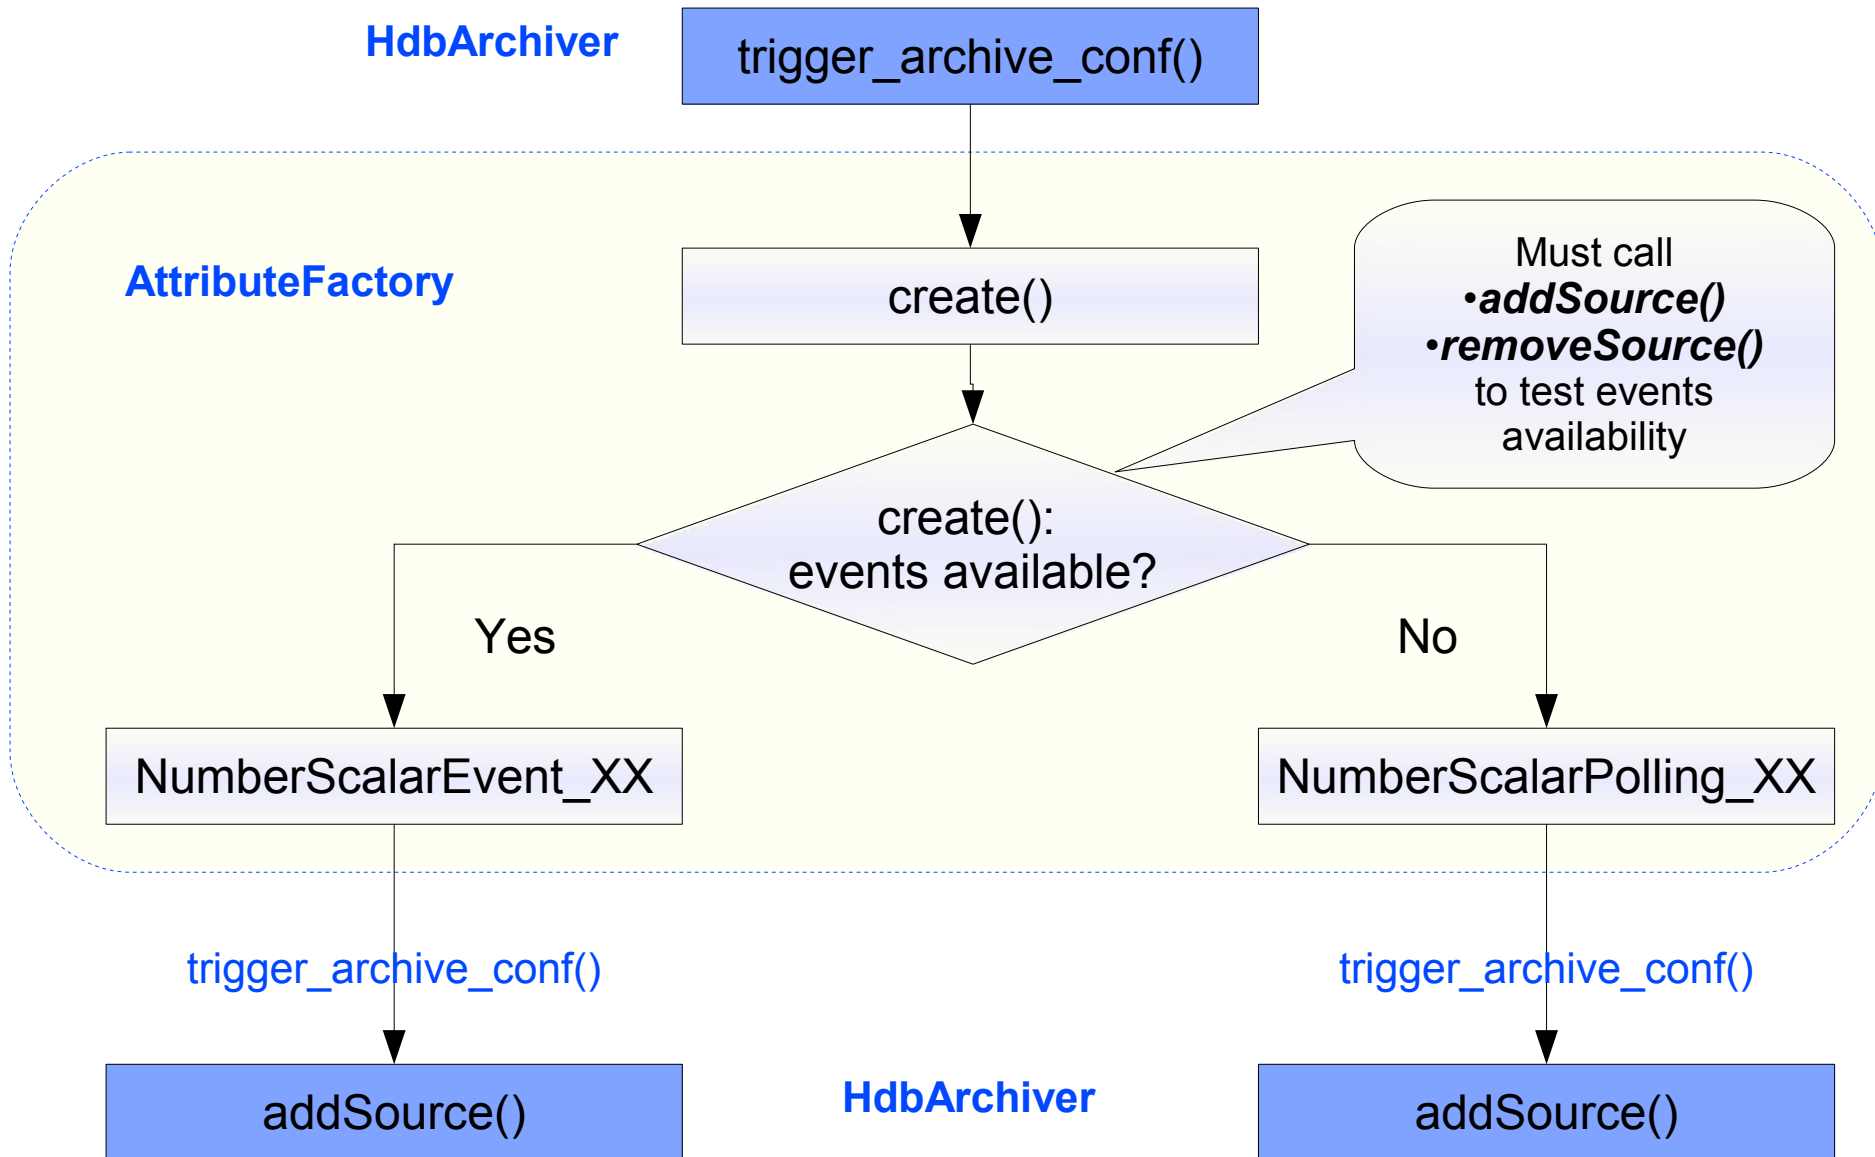 HdbArchiver
trigger_archive_conf()
AttributeFactory
create()
Must call
•addSource()
•removeSource()
to test events
availability
create():
events available?
Yes
No
NumberScalarEvent_XX
NumberScalarPolling_XX
trigger_archive_conf()
trigger_archive_conf()
addSource()
HdbArchiver
addSource()